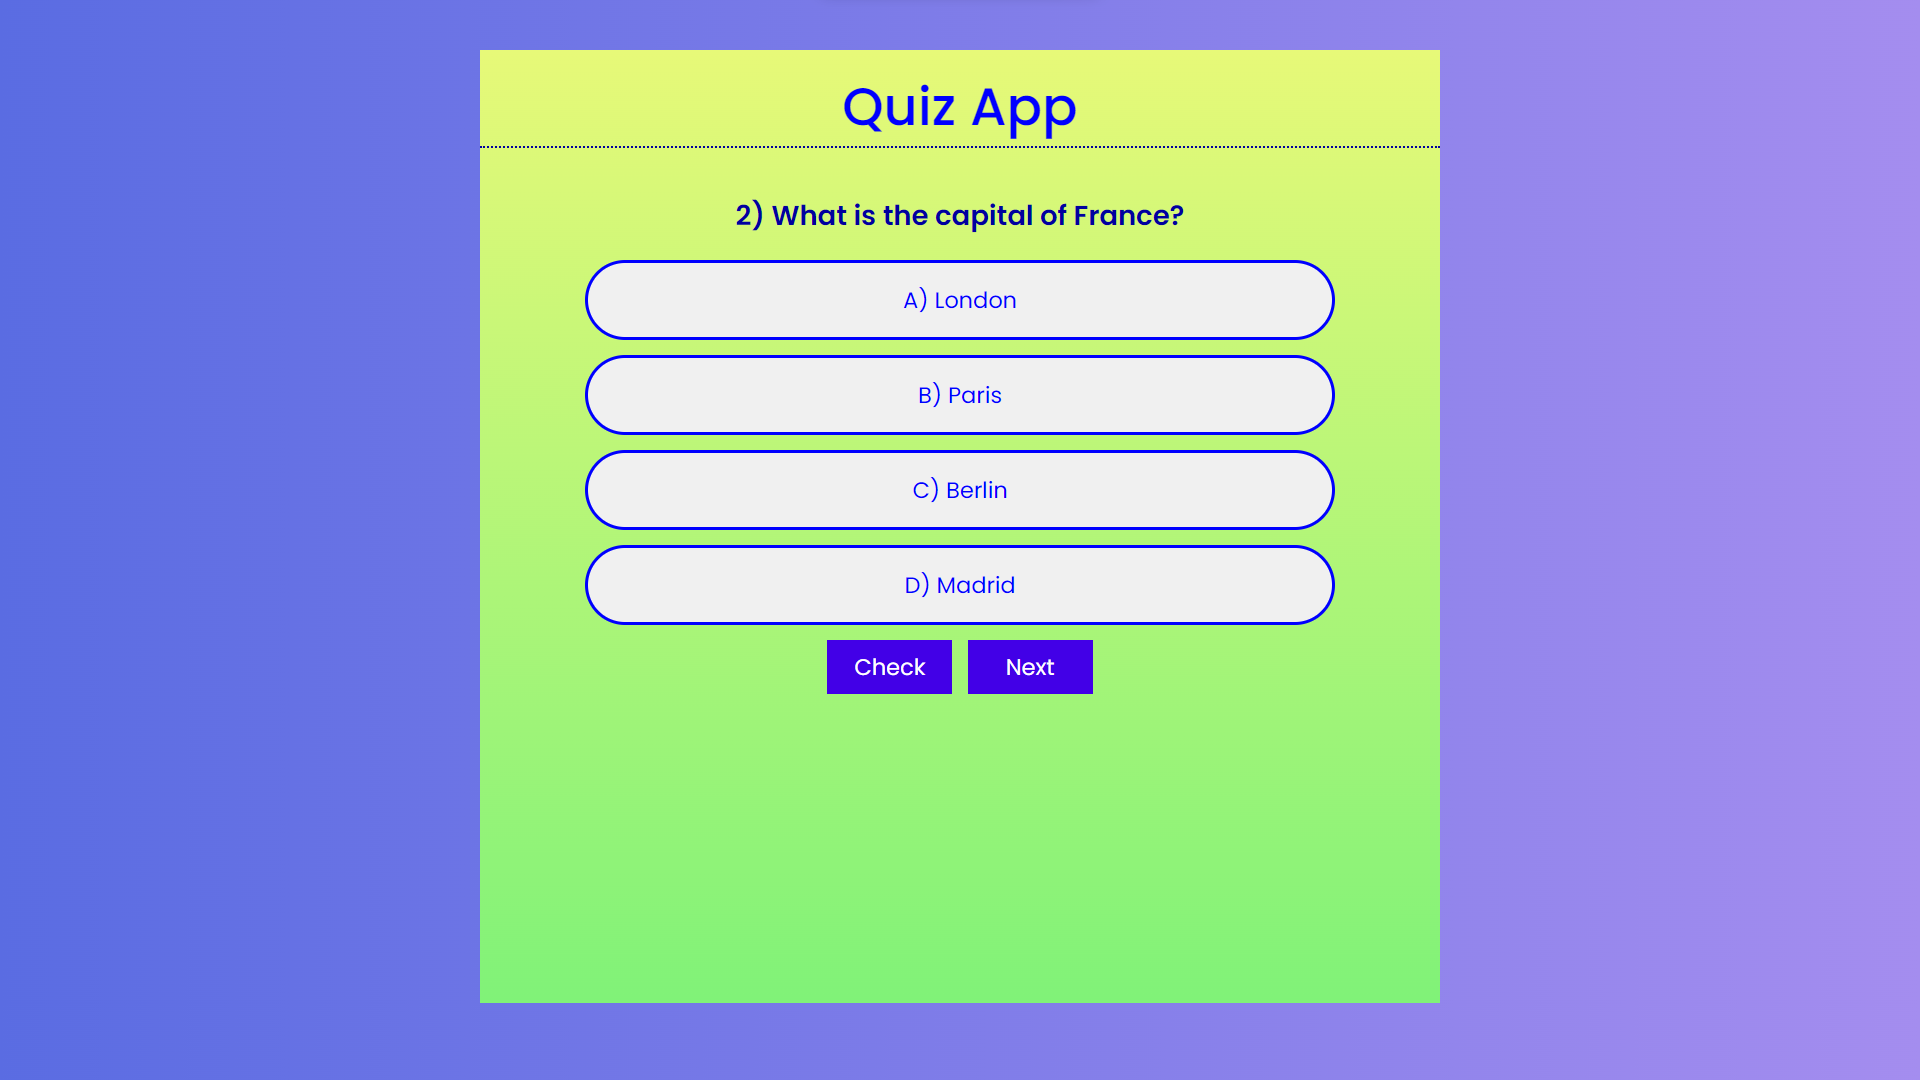 Quiz App
2) What is the capital of France?
A) London
B) Paris
C) Berlin
D) Madrid
Check Next